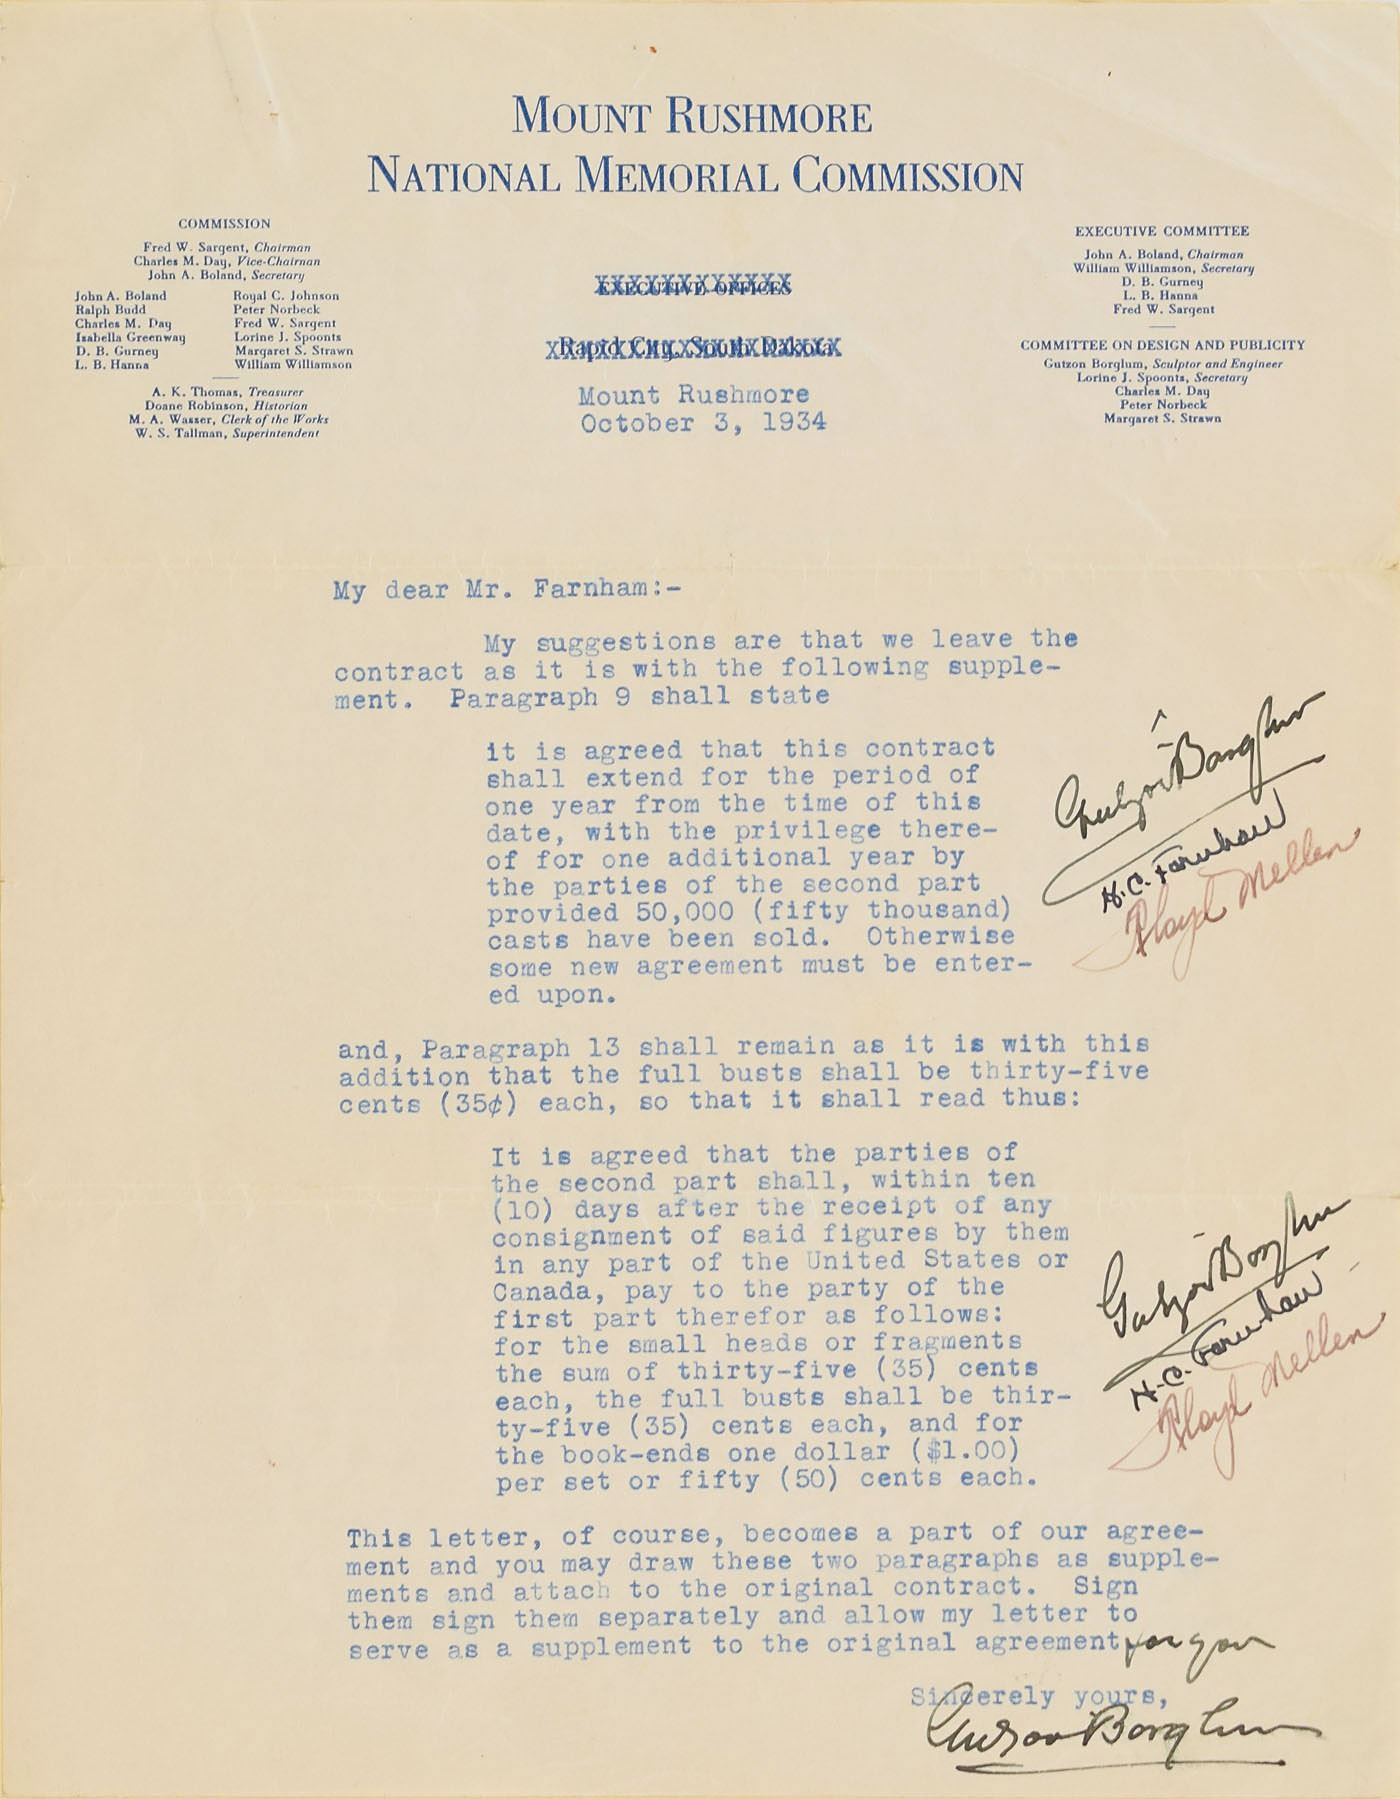 MOUNT RUSHMORE
NATIONAL MEMORIAL COMMISSION
COMMISSION
Fred W. Sargent, Chairman
Charles M. Day, Vice-Chairman
John A. Boland, Secretary
John A. Boland
Ralph Budd
Charles M. Day
Isabella Greenway
D. B. Gurney
L. B. Hanna
Royal C. Johnson
Peter Norbeck
Fred W. Sargent
Lorine J. Spoonts
Margaret S. Strawn
William Williamson
A. K. Thomas, Treasurer
Doane Robinson, Historian
M. A. Wasser, Clerk of the Works
W. S. Tallman, Superintendent
EXECUTIVE OFFICES
Rapid City, South Dakota
Mount Rushmore
October 3, 1934
EXECUTIVE COMMITTEE
John A. Boland, Chairman
William Williamson, Secretary
D. B. Gurney
L. B. Hanna
Fred W. Sargent
COMMITTEE ON DESIGN AND PUBLICITY
Gutzon Borglum, Sculptor and Engineer
Lorine J. Spoonts, Secretary
Charles M. Day
Peter Norbeck
Margaret S. Strawn
My dear Mr. Farnham:-
My suggestions are that we leave the
contract as it is with the following supple-
ment. Paragraph 9 shall state
it is agreed that this contract
shall extend for the period of
one year from the time of this
date, with the privilege there-
of for one additional year by
the parties of the second part
provided 50,000 (fifty thousand)
casts have been sold. Otherwise
some new agreement must be enter-
ed upon.
Gutzon Borglum
H.C. Farnham
Floyd Mellen
and, Paragraph 13 shall remain as it is with this
addition that the full busts shall be thirty-five
cents (35¢) each, so that it shall read thus:
It is agreed that the parties of
the second part shall, within ten
(10) days after the receipt of any
consignment of said figures by them
in any part of the United States or
Canada, pay to the party of the
first part therefor as follows:
for the small heads or fragments
the sum of thirty-five (35) cents
each, the full busts shall be thir-
ty-five (35) cents each, and for
the book-ends one dollar ($1.00)
per set or fifty (50) cents each.
Gutzon Borglum
H.C. Farnham
Floyd Mellen
This letter, of course, becomes a part of our agree-
ment and you may draw these two paragraphs as supple-
ments and attach to the original contract. Sign
them sign them separately and allow my letter to
serve as a supplement to the original agreement for you
Sincerely yours,
Gutzon Borglum